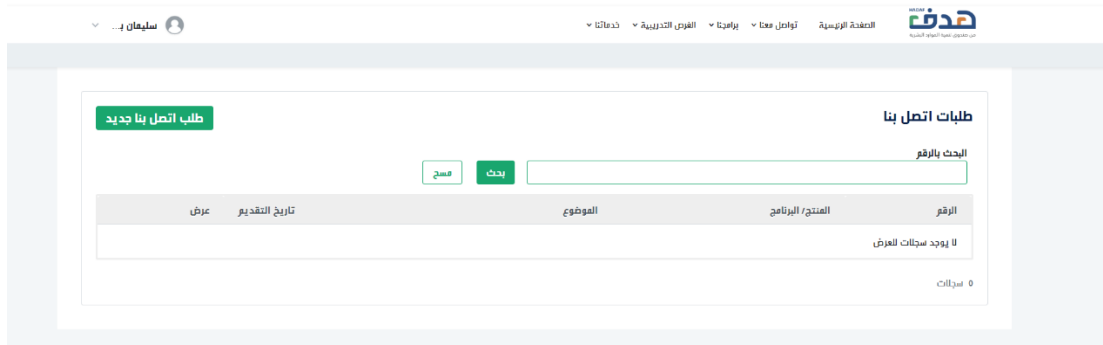 HADAF
هدف
الصفحة الرئيسية تواصل معنا برامجنا الفرص التدريبية خدماتنا
سليمان ب...
من صندوق تنمية الموارد البشرية
طلبات اتصل بنا
طلب اتصل بنا جديد
البحث بالرقم
بحث مسح
الرقم المنتج/ البرنامج الموضوع تاريخ التقديم عرض
لا يوجد سجلات للعرض
0 سجلات